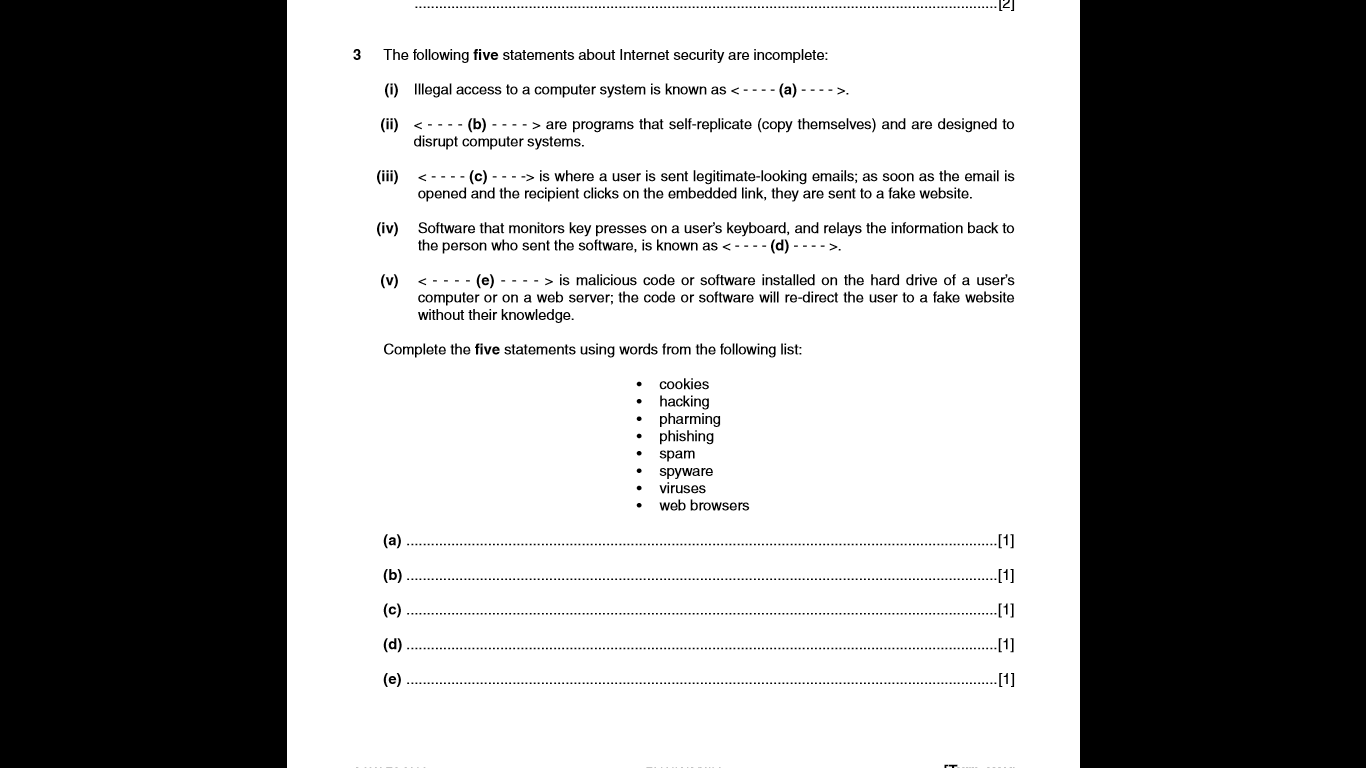 [2]
3 The following five statements about Internet security are incomplete:
(i) Illegal access to a computer system is known as < - - - - (a) - - - - >.
(ii) < - - - - (b) - - - - > are programs that self-replicate (copy themselves) and are designed to
disrupt computer systems.
(iii) < - - - - (c) - - - -> is where a user is sent legitimate-looking emails; as soon as the email is
opened and the recipient clicks on the embedded link, they are sent to a fake website.
(iv) Software that monitors key presses on a user's keyboard, and relays the information back to
the person who sent the software, is known as < - - - - (d) - - - - >.
(v) < - - - - (e) - - - - > is malicious code or software installed on the hard drive of a user's
computer or on a web server; the code or software will re-direct the user to a fake website
without their knowledge.
Complete the five statements using words from the following list:
• cookies
• hacking
• pharming
• phishing
• spam
• spyware
• viruses
• web browsers
(a) ........................................................................[1]
(b) ........................................................................[1]
(c) ........................................................................[1]
(d) ........................................................................[1]
(e) ........................................................................[1]